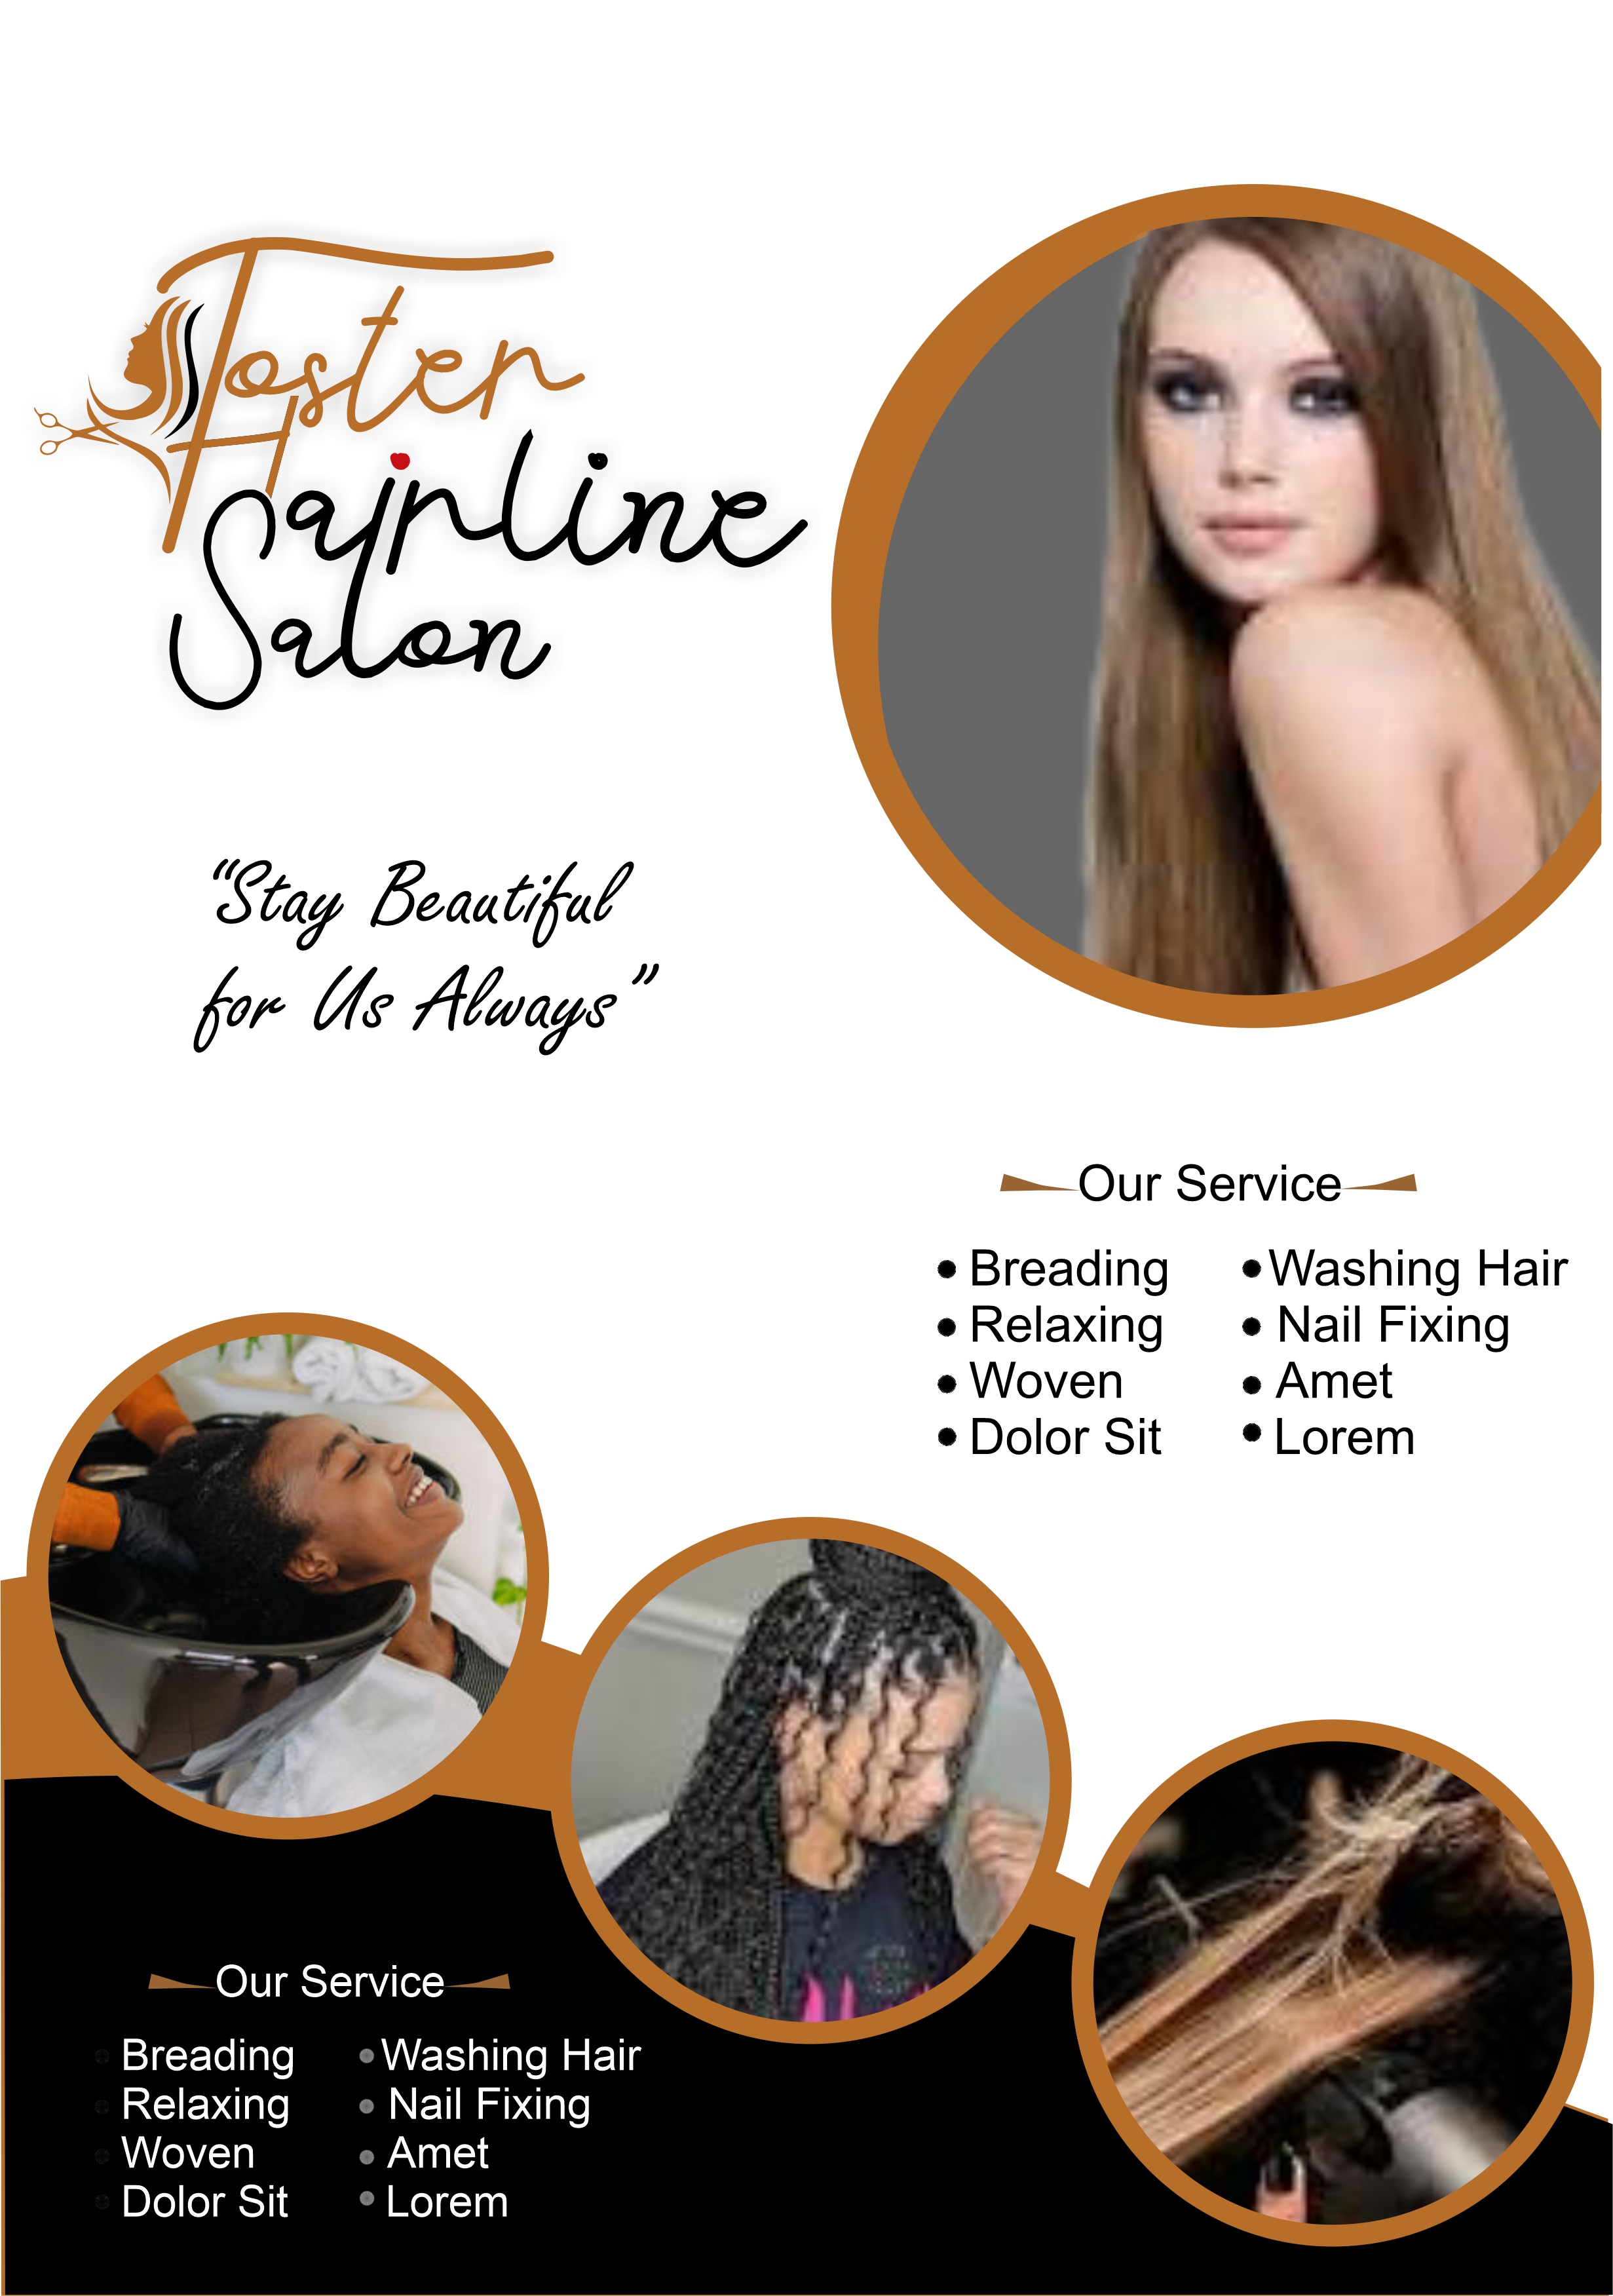 Foster
Hairline
Salon
“Stay Beautiful
for Us Always”
Our Service
Breading
Relaxing
Woven
Dolor Sit
Washing Hair
Nail Fixing
Amet
Lorem
Our Service
Breading
Relaxing
Woven
Dolor Sit
Washing Hair
Nail Fixing
Amet
Lorem